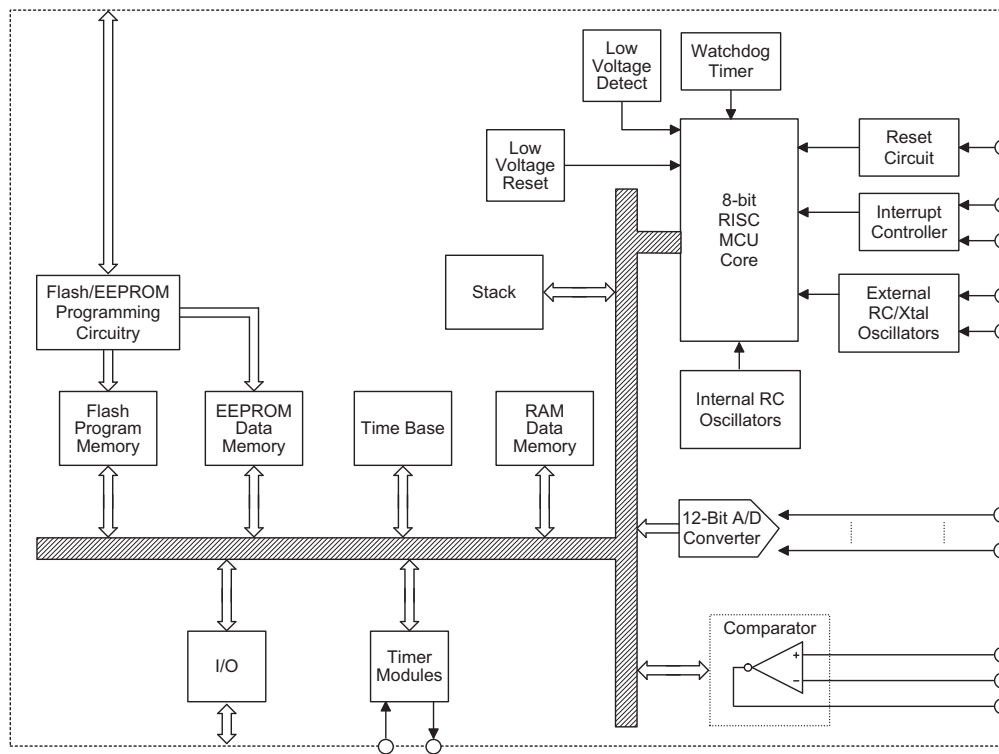 Low
Voltage
Detect
Watchdog
Timer
Low
Voltage
Reset
8-bit
RISC
MCU
Core
Reset
Circuit
Interrupt
Controller
External
RC/Xtal
Oscillators
Stack
Flash/EEPROM
Programming
Circuitry
Internal RC
Oscillators
Flash
Program
Memory
EEPROM
Data
Memory
Time Base
RAM
Data
Memory
12-Bit A/D
Converter
I/O
Timer
Modules
Comparator
+
−